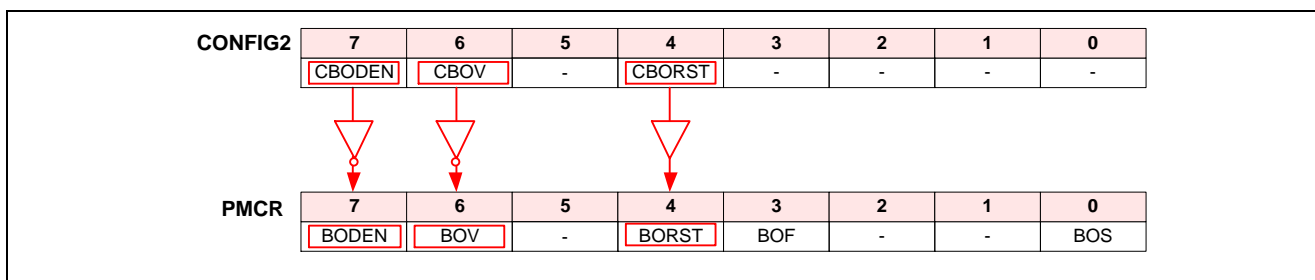 CONFIG2 7 6 5 4 3 2 1 0
CBODEN CBOV - CBORST - - - -
PMCR 7 6 5 4 3 2 1 0
BODEN BOV - BORST BOF - - BOS